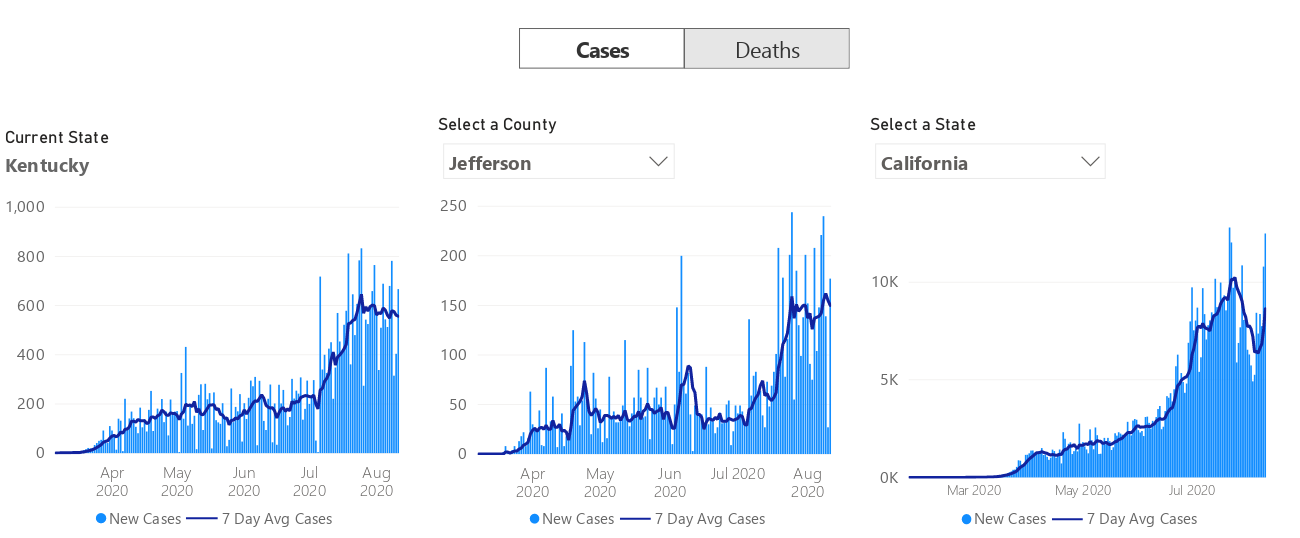 Cases Deaths
Current State
Kentucky
Select a County
Jefferson
Select a State
California
1,000
800
600
400
200
0
Apr 2020
May 2020
Jun 2020
Jul 2020
Aug 2020
New Cases 7 Day Avg Cases
250
200
150
100
50
0
Apr 2020
May 2020
Jun 2020
Jul 2020
Aug 2020
New Cases 7 Day Avg Cases
10K
5K
0K
Mar 2020
May 2020
Jul 2020
New Cases 7 Day Avg Cases